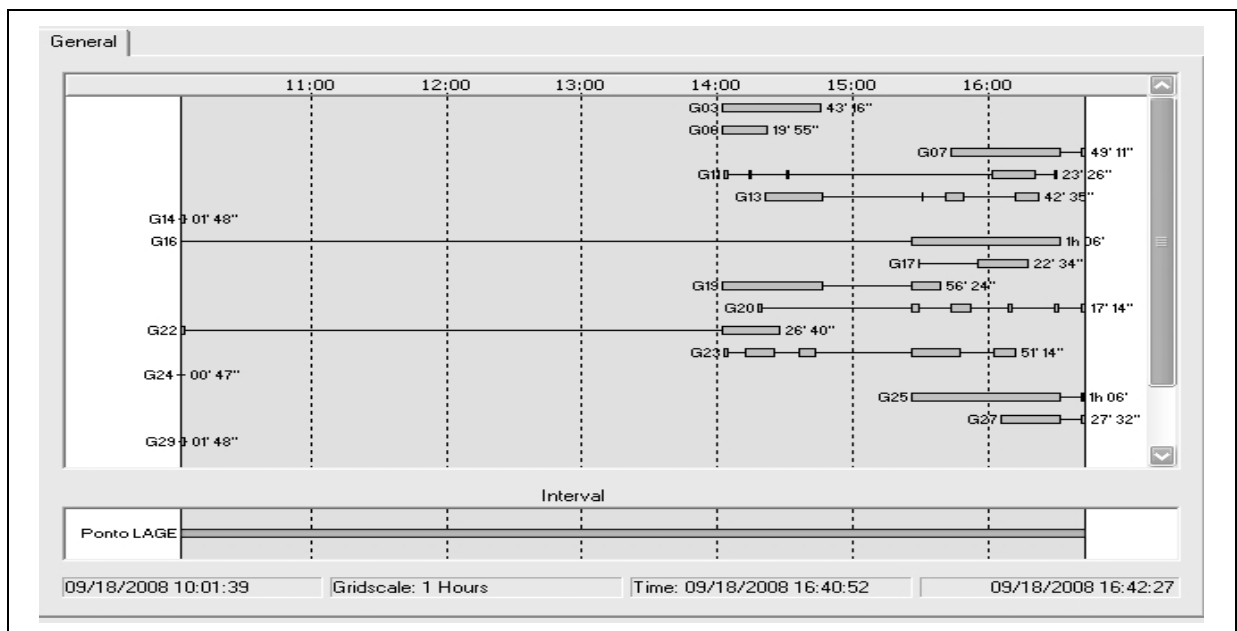 General
11:00 12:00 13:00 14:00 15:00 16:00
G03 43' 16"
G08 19' 55"
G07 49' 11"
23' 26"
G13 42' 35"
G14 01' 48"
G16 1h 06'
G17 22' 34"
G19 56' 24"
G20 17' 14"
G22 26' 40"
G23 51' 14"
G24 00' 47"
G25 1h 06'
G27 27' 32"
G29 01' 48"
Interval
Ponto LAGE
09/18/2008 10:01:39 Gridscale: 1 Hours Time: 09/18/2008 16:40:52 09/18/2008 16:42:27